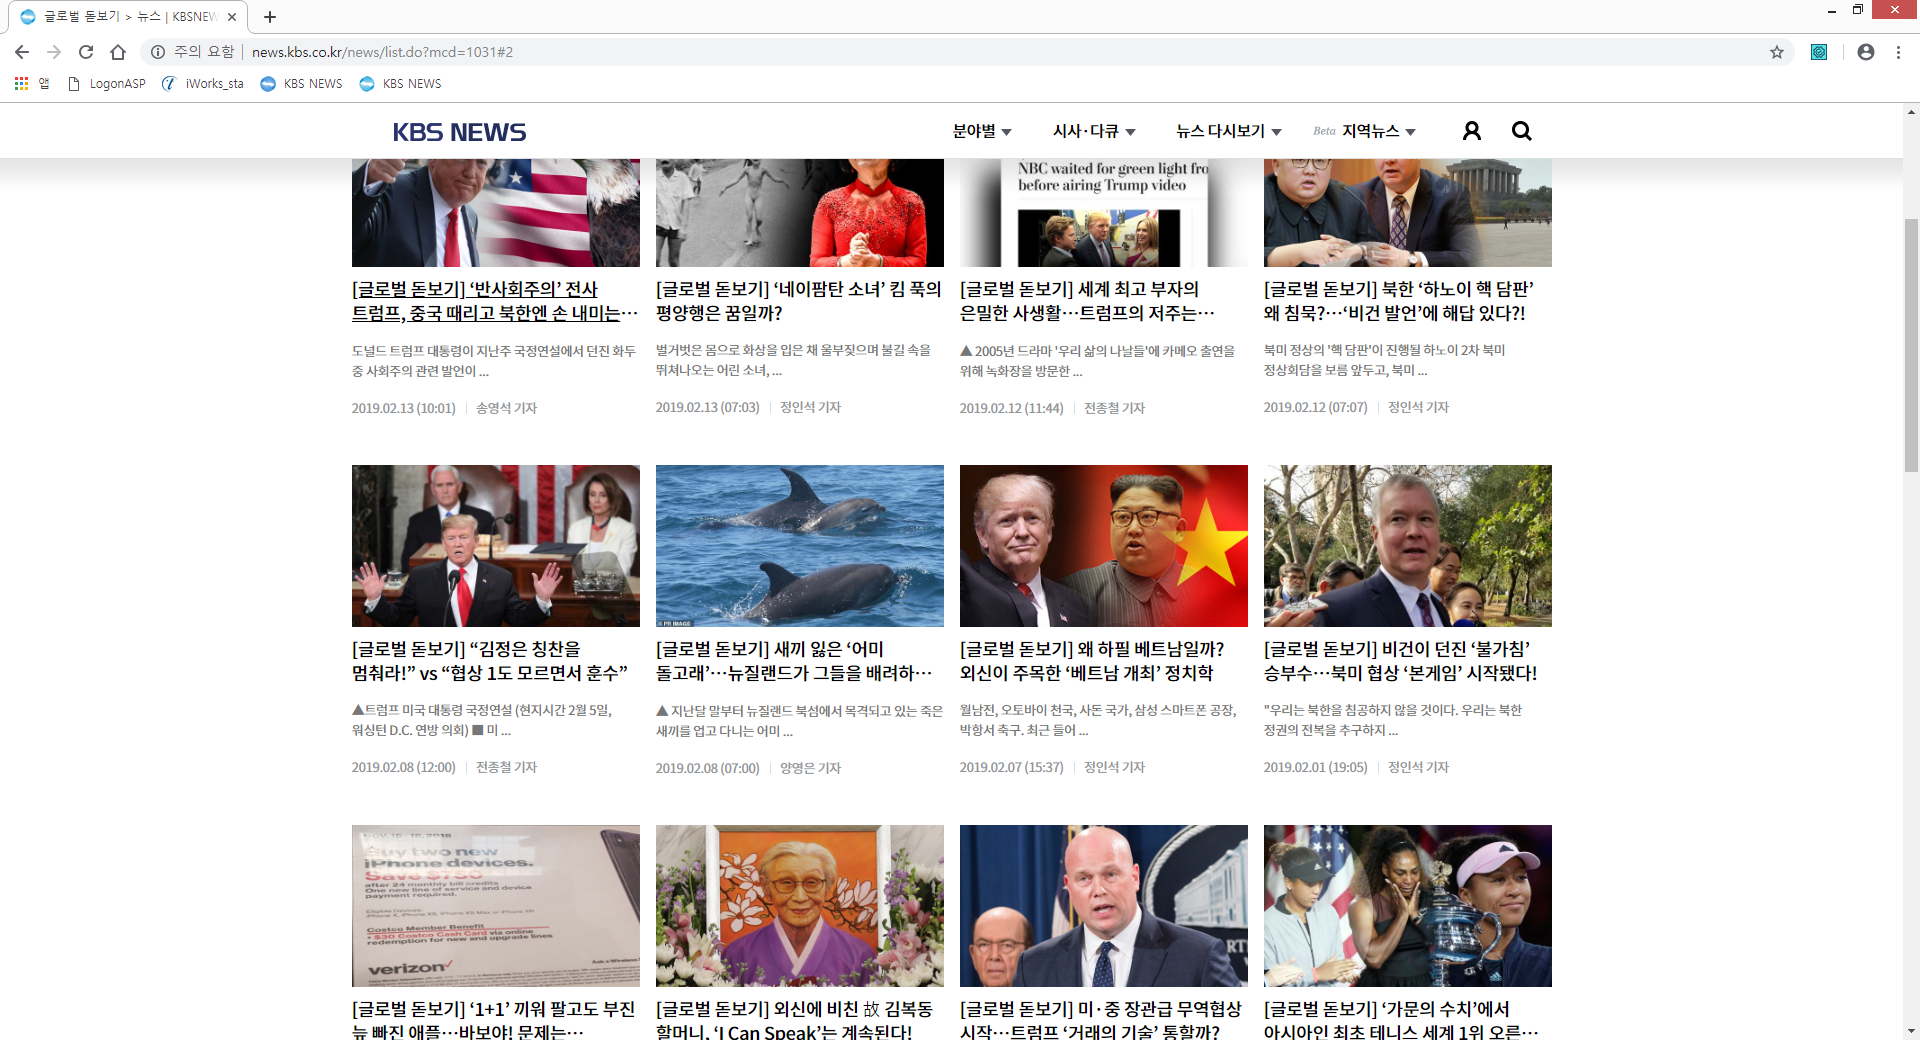 글로벌 돋보기 > 뉴스 | KBSNEW
주의 요함 news.kbs.co.kr/news/list.do?mcd=1031#2
앱 LogonASP iWorks_sta KBS NEWS KBS NEWS
KBS NEWS 분야별 시사·다큐 뉴스 다시보기 Beta 지역뉴스
NBC waited for green light fro
before airing Trump video
[글로벌 돋보기] ‘반사회주의’ 전사
트럼프, 중국 때리고 북한엔 손 내미는…
도널드 트럼프 대통령이 지난주 국정연설에서 던진 화두
중 사회주의 관련 발언이 ...
2019.02.13 (10:01) 송영석 기자
[글로벌 돋보기] ‘네이팜탄 소녀’ 킴 푹의
평양행은 꿈일까?
벌거벗은 몸으로 화상을 입은 채 울부짖으며 불길 속을
뛰쳐나오는 어린 소녀, ...
2019.02.13 (07:03) 정인석 기자
[글로벌 돋보기] 세계 최고 부자의
은밀한 사생활…트럼프의 저주는…
▲ 2005년 드라마 '우리 삶의 나날들'에 카메오 출연을
위해 녹화장을 방문한 ...
2019.02.12 (11:44) 전종철 기자
[글로벌 돋보기] 북한 ‘하노이 핵 담판’
왜 침묵?…‘비건 발언’에 해답 있다?!
북미 정상의 '핵 담판'이 진행될 하노이 2차 북미
정상회담을 보름 앞두고, 북미 ...
2019.02.12 (07:07) 정인석 기자
[글로벌 돋보기] “김정은 칭찬을
멈춰라!” vs “협상 1도 모르면서 훈수”
▲트럼프 미국 대통령 국정연설 (현지시간 2월 5일,
워싱턴 D.C. 연방 의회) ■ 미 ...
2019.02.08 (12:00) 전종철 기자
PR IMAGE
[글로벌 돋보기] 새끼 잃은 ‘어미
돌고래’…뉴질랜드가 그들을 배려하…
▲ 지난달 말부터 뉴질랜드 북섬에서 목격되고 있는 죽은
새끼를 업고 다니는 어미 ...
2019.02.08 (07:00) 양영은 기자
[글로벌 돋보기] 왜 하필 베트남일까?
외신이 주목한 ‘베트남 개최’ 정치학
월남전, 오토바이 천국, 사돈 국가, 삼성 스마트폰 공장,
박항서 축구. 최근 들어 ...
2019.02.07 (15:37) 정인석 기자
[글로벌 돋보기] 비건이 던진 ‘불가침’
승부수…북미 협상 ‘본게임’ 시작됐다!
"우리는 북한을 침공하지 않을 것이다. 우리는 북한
정권의 전복을 추구하지 ...
2019.02.01 (19:05) 정인석 기자
Buy two new
iPhone devices.
Save $750
after 24 monthly bill credits
One new line of service and device
payment required.
Eligible Devices:
Costco Member Benefit
+ $30 Costco Cash Card via online
redemption for new and upgrade lines
verizon
[글로벌 돋보기] ‘1+1’ 끼워 팔고도 부진
늪 빠진 애플…바보야! 문제는…
[글로벌 돋보기] 외신에 비친 故 김복동
할머니, ‘I Can Speak’는 계속된다!
[글로벌 돋보기] 미·중 장관급 무역협상
시작…트럼프 ‘거래의 기술’ 통할까?
[글로벌 돋보기] ‘가문의 수치’에서
아시아인 최초 테니스 세계 1위 오른…